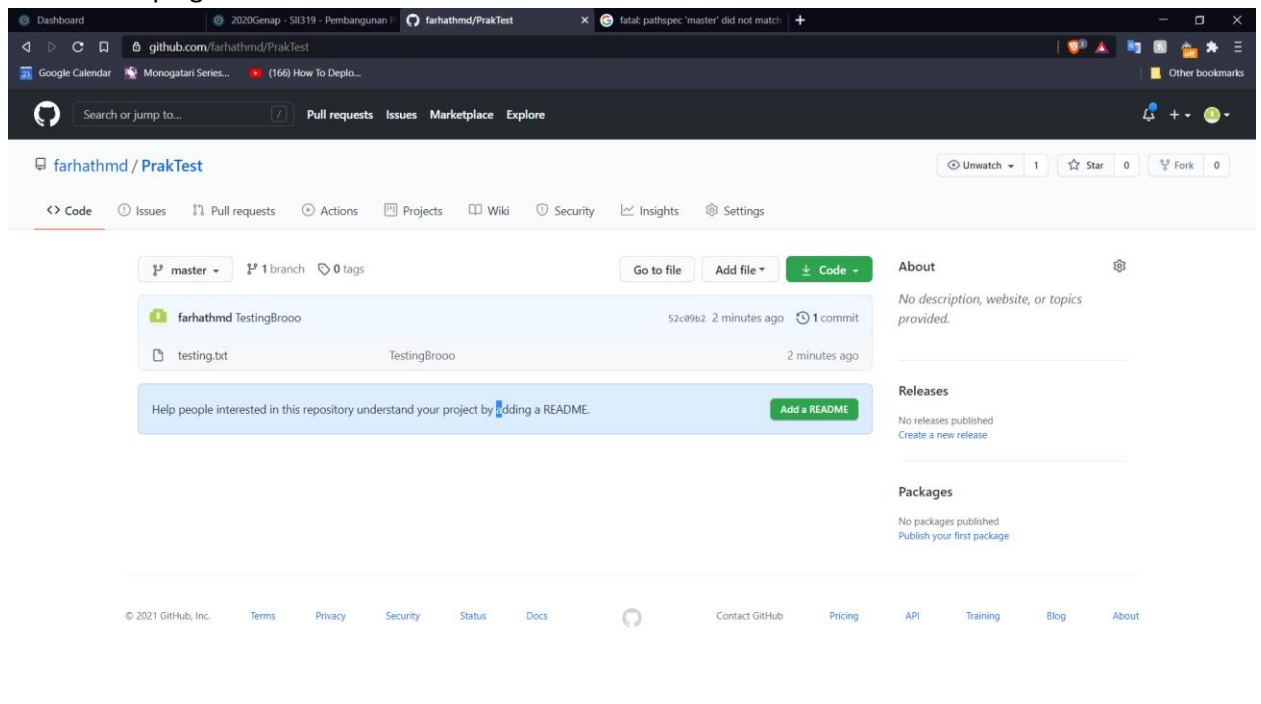 Dashboard 2020Genap - SII319 - Pembangunan P farhathmd/PrakTest fatal: pathspec 'master' did not match
github.com/farhathmd/PrakTest
Google Calendar Monogatari Series... (166) How To Deplo... Other bookmarks
Search or jump to... / Pull requests Issues Marketplace Explore
farhathmd / PrakTest Unwatch 1 Star 0 Fork 0
Code Issues Pull requests Actions Projects Wiki Security Insights Settings
master 1 branch 0 tags Go to file Add file Code About
No description, website, or topics
provided.
farhathmd TestingBrooo 52c09b2 2 minutes ago 1 commit
testing.txt TestingBrooo 2 minutes ago
Help people interested in this repository understand your project by adding a README. Add a README
Releases
No releases published
Create a new release
Packages
No packages published
Publish your first package
© 2021 GitHub, Inc. Terms Privacy Security Status Docs Contact GitHub Pricing API Training Blog About